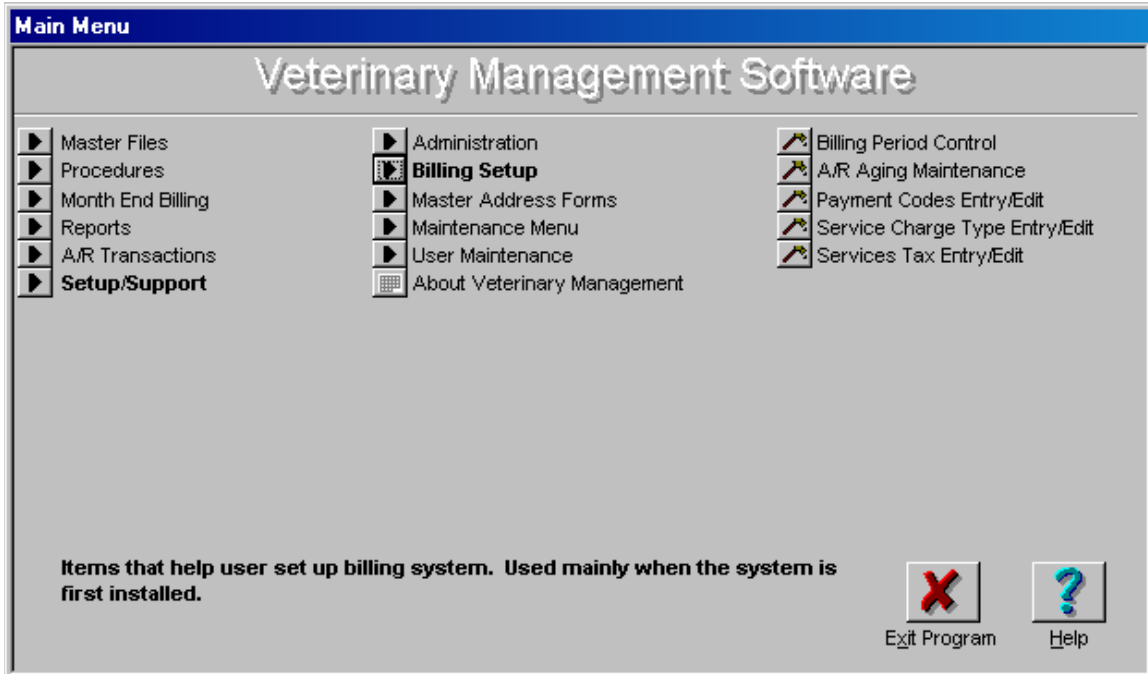 Main Menu
Veterinary Management Software
Master Files
Procedures
Month End Billing
Reports
A/R Transactions
Setup/Support
Administration
Billing Setup
Master Address Forms
Maintenance Menu
User Maintenance
About Veterinary Management
Billing Period Control
A/R Aging Maintenance
Payment Codes Entry/Edit
Service Charge Type Entry/Edit
Services Tax Entry/Edit
Items that help user set up billing system. Used mainly when the system is
first installed.
Exit Program
Help